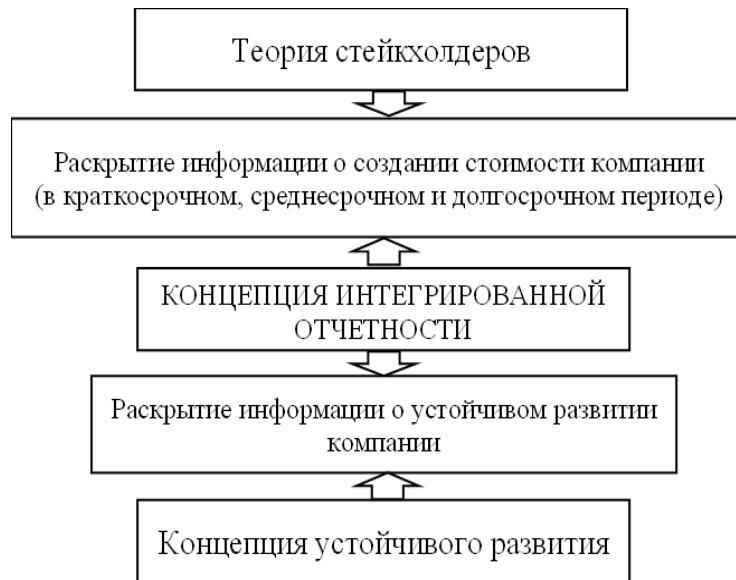 Теория стейкхолдеров
Раскрытие информации о создании стоимости компании
(в краткосрочном, среднесрочном и долгосрочном периоде)
КОНЦЕПЦИЯ ИНТЕГРИРОВАННОЙ
ОТЧЕТНОСТИ
Раскрытие информации о устойчивом развитии
компании
Концепция устойчивого развития